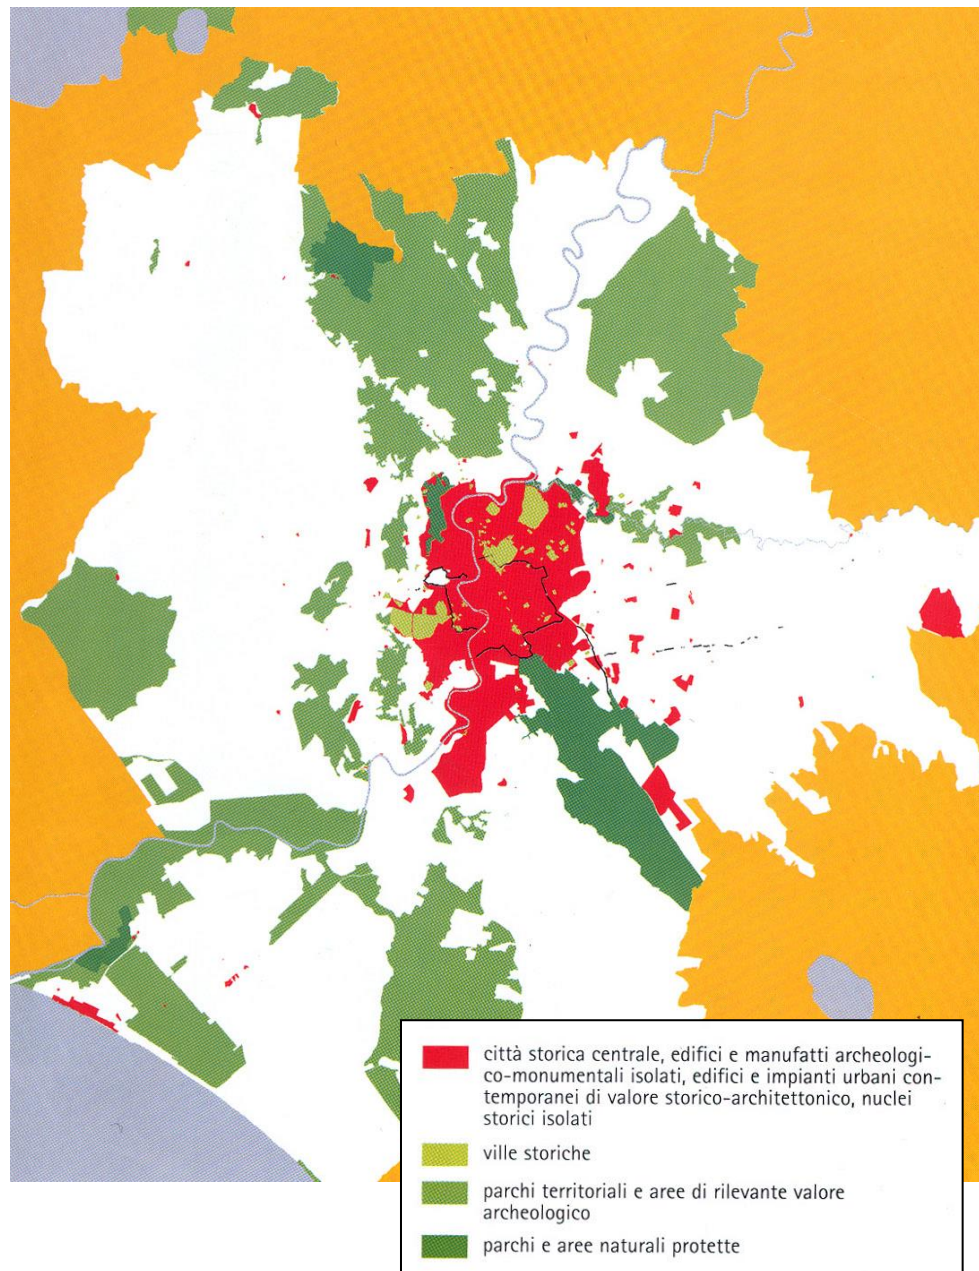 città storica centrale, edifici e manufatti archeologi-
co-monumentali isolati, edifici e impianti urbani con-
temporanei di valore storico-architettonico, nuclei
storici isolati
ville storiche
parchi territoriali e aree di rilevante valore
archeologico
parchi e aree naturali protette